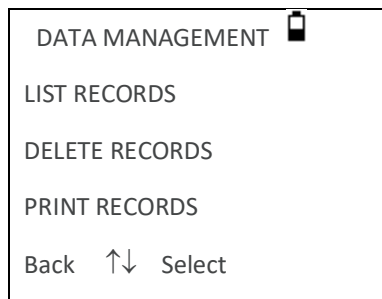 DATA MANAGEMENT
LIST RECORDS
DELETE RECORDS
PRINT RECORDS
Back ↑↓ Select